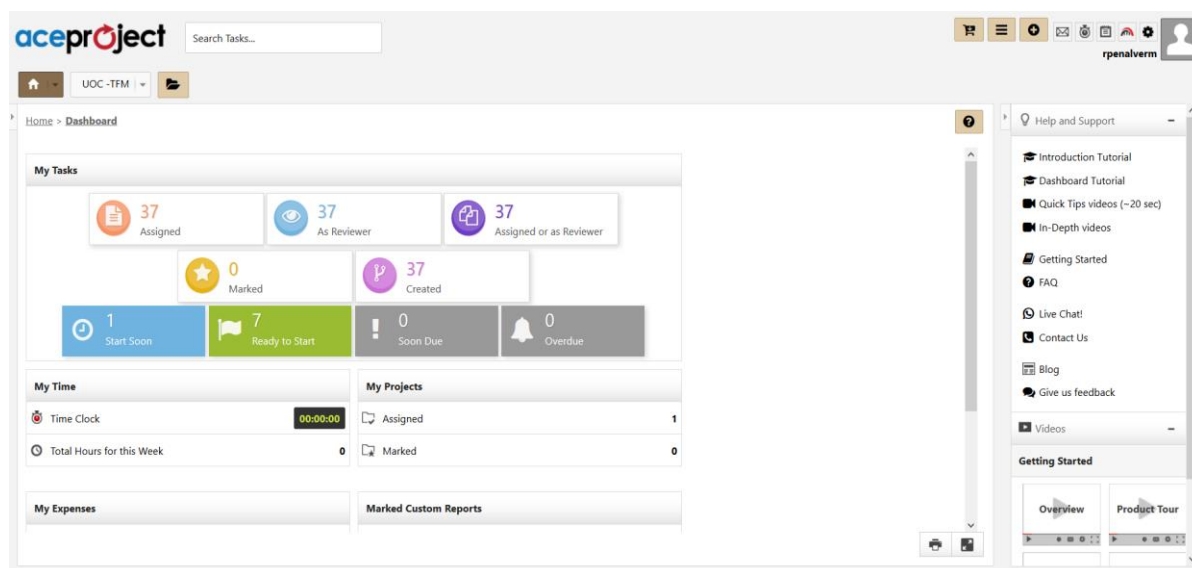 aceproject
Search Tasks...
rpenalverm
UOC -TFM
Home > Dashboard
My Tasks
37
Assigned
37
As Reviewer
37
Assigned or as Reviewer
0
Marked
37
Created
1
Start Soon
7
Ready to Start
0
Soon Due
0
Overdue
My Time
Time Clock 00:00:00
Total Hours for this Week 0
My Projects
Assigned 1
Marked 0
My Expenses
Marked Custom Reports
Help and Support
Introduction Tutorial
Dashboard Tutorial
Quick Tips videos (~20 sec)
In-Depth videos
Getting Started
FAQ
Live Chat!
Contact Us
Blog
Give us feedback
Videos
Getting Started
Overview
Product Tour